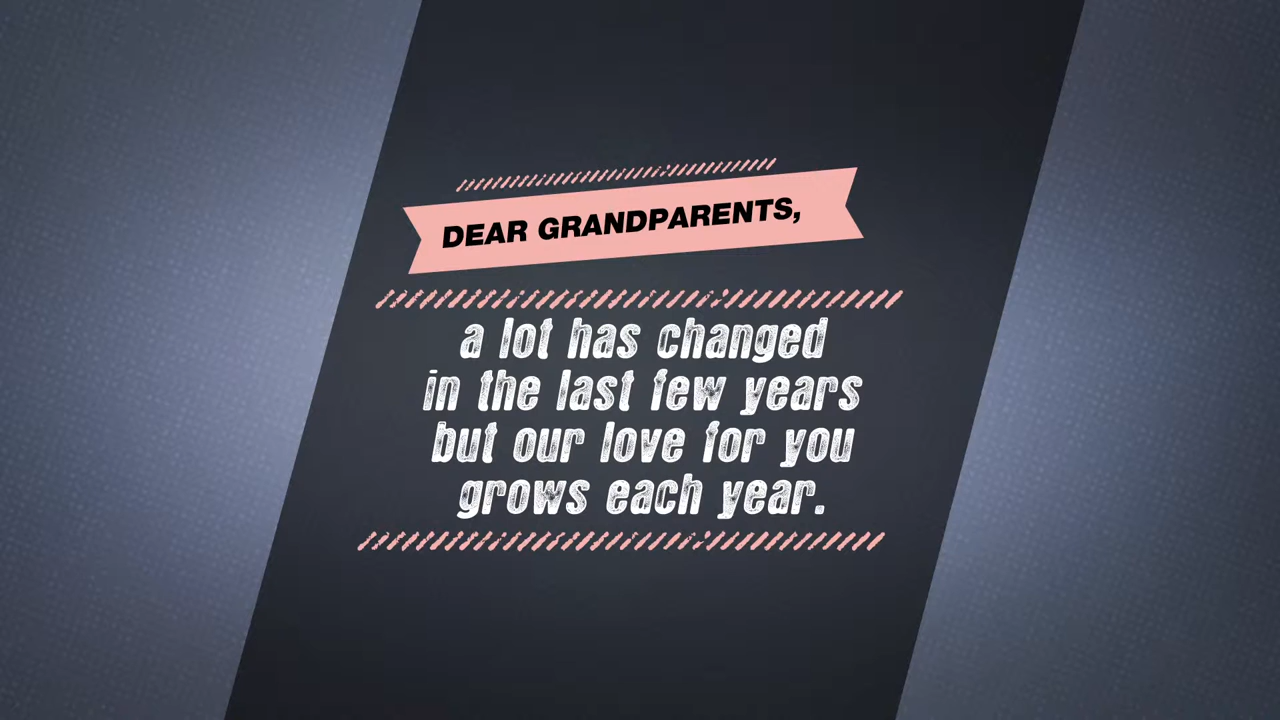 DEAR GRANDPARENTS,
a lot has changed
in the last few years
but our love for you
grows each year.